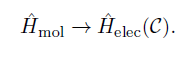 Ĥ_mol → Ĥ_elec(𝒞).